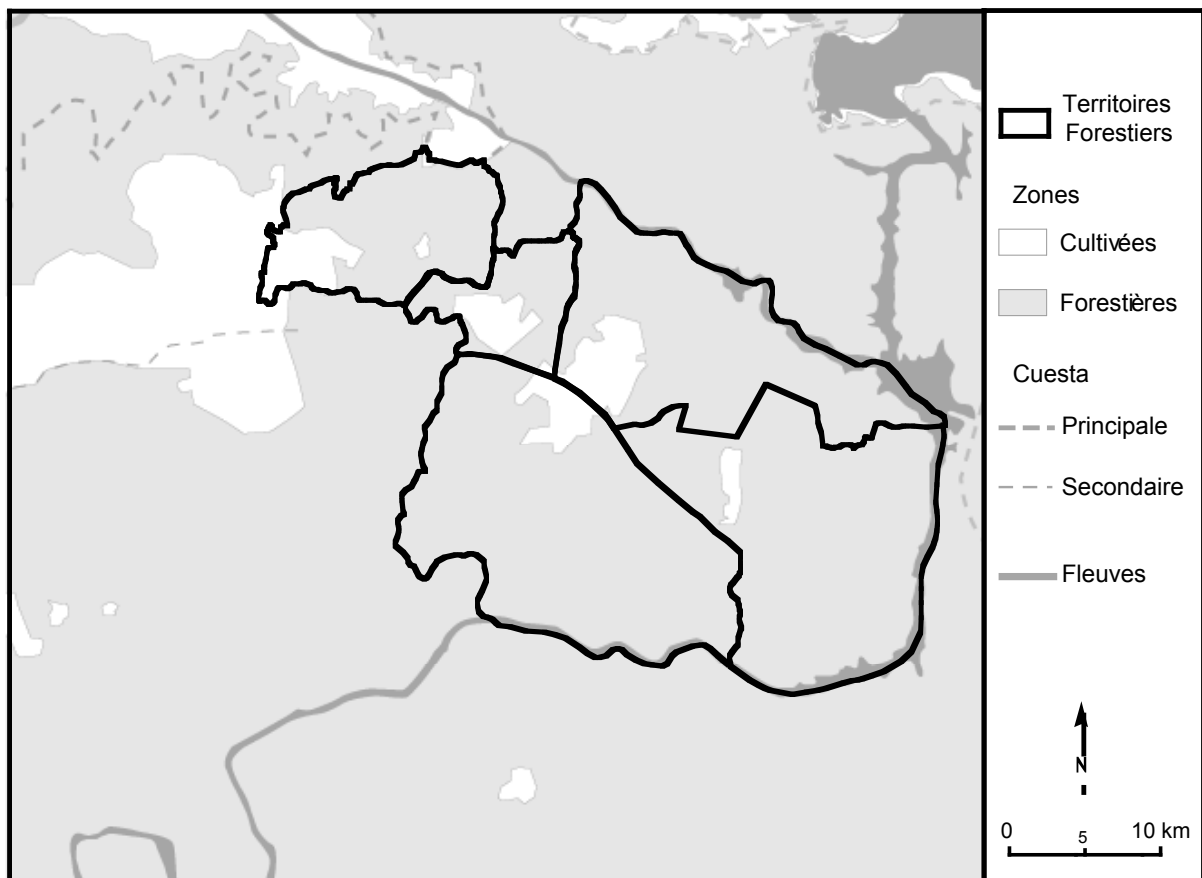 Territoires
Forestiers
Zones
Cultivées
Forestières
Cuesta
Principale
Secondaire
Fleuves
N
0 5 10 km